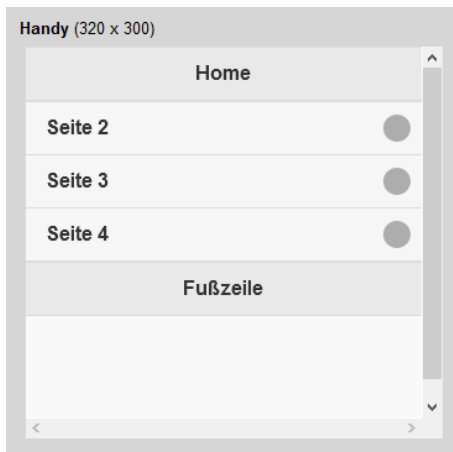 Handy (320 x 300)
Home
Seite 2
Seite 3
Seite 4
Fußzeile